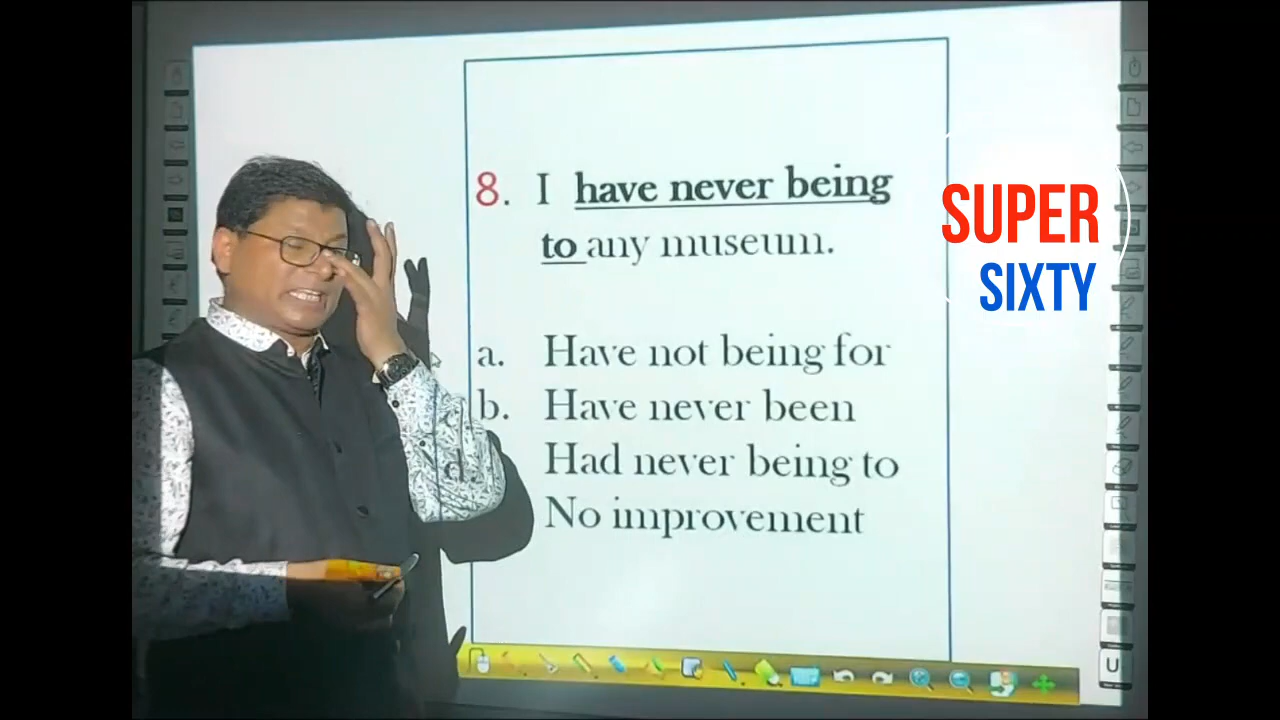 8. I have never being
to any museum.
a. Have not being for
b. Have never been
d. Had never being to
No improvement
SUPER
SIXTY
U